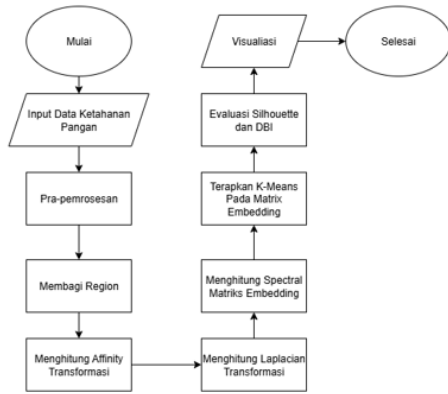 Mulai
Input Data Ketahanan
Pangan
Pra-pemrosesan
Membagi Region
Menghitung Affinity
Transformasi
Menghitung Laplacian
Transformasi
Menghitung Spectral
Matriks Embedding
Terapkan K-Means
Pada Matrix
Embedding
Evaluasi Silhouette
dan DBI
Visualiasi
Selesai